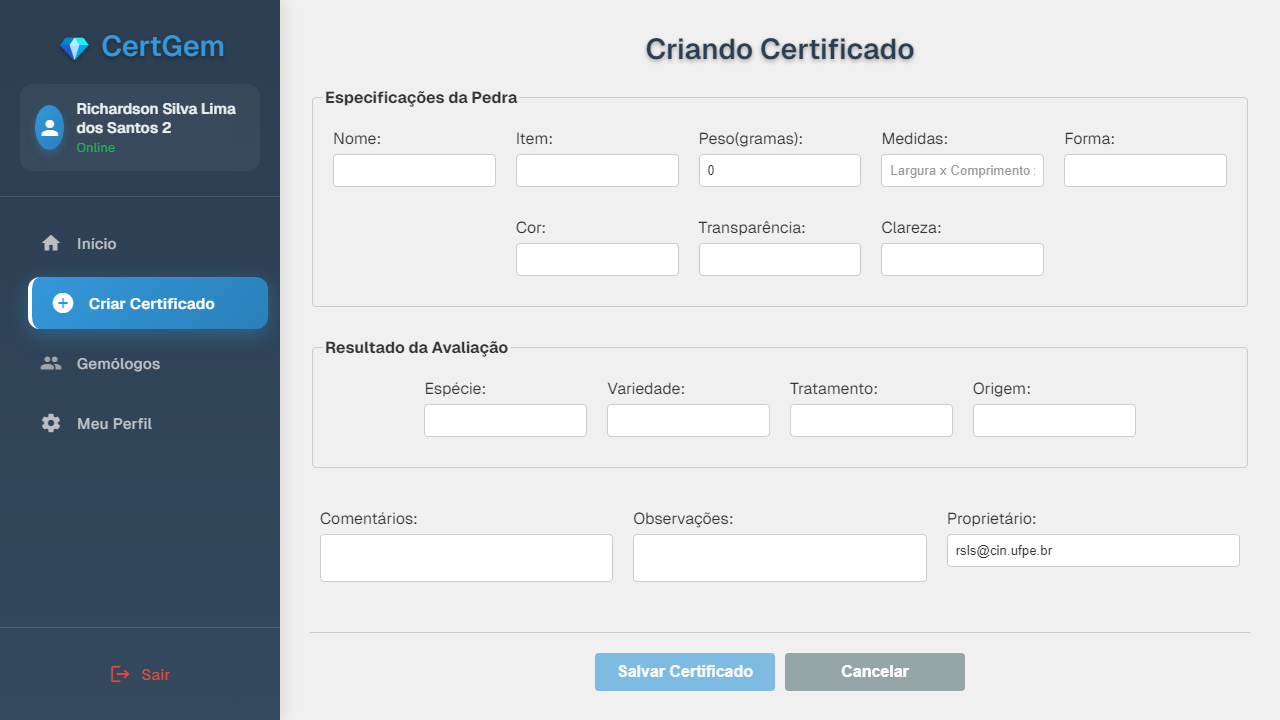 CertGem
Richardson Silva Lima
dos Santos 2
Online
Início
Criar Certificado
Gemólogos
Meu Perfil
Sair
Criando Certificado
Especificações da Pedra
Nome:
Item:
Peso(gramas):
Medidas:
Forma:
0
Largura x Comprimento
Cor:
Transparência:
Clareza:
Resultado da Avaliação
Espécie:
Variedade:
Tratamento:
Origem:
Comentários:
Observações:
Proprietário:
rsls@cin.ufpe.br
Salvar Certificado
Cancelar